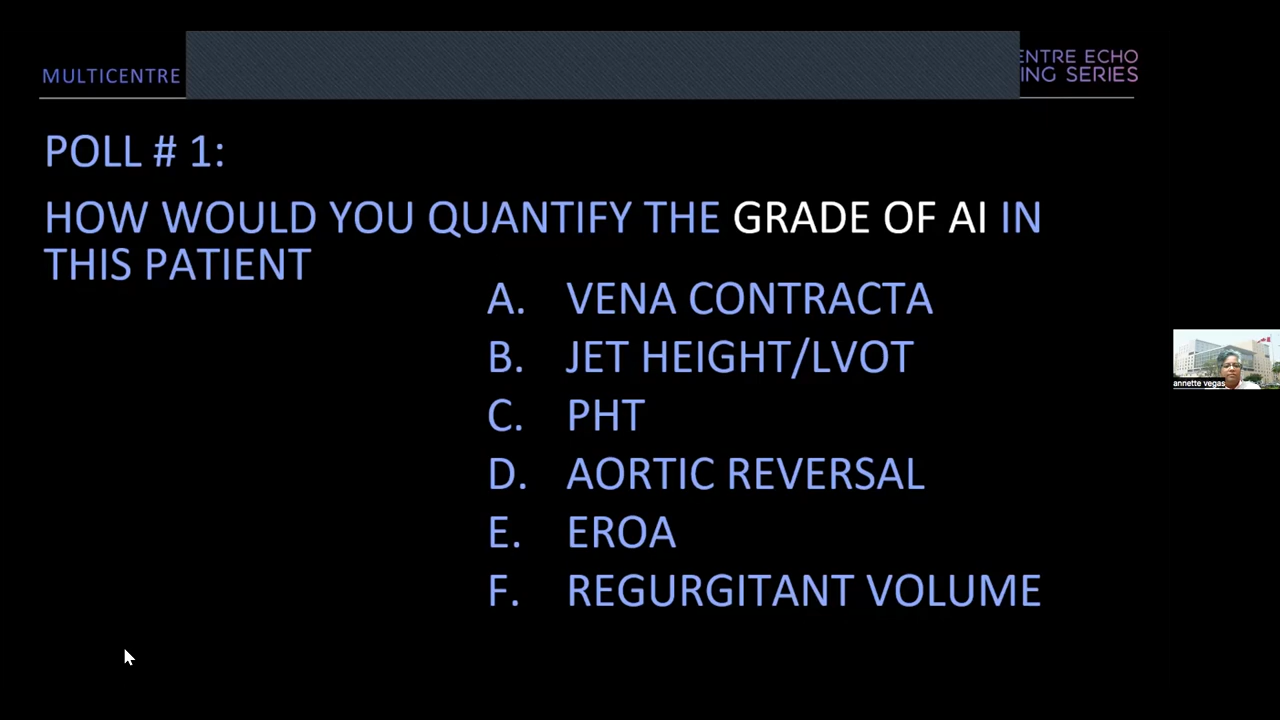 MULTICENTRE
ENTRE ECHO
ING SERIES
POLL # 1:
HOW WOULD YOU QUANTIFY THE GRADE OF AI IN
THIS PATIENT
A. VENA CONTRACTA
B. JET HEIGHT/LVOT
C. PHT
D. AORTIC REVERSAL
E. EROA
F. REGURGITANT VOLUME
annette vegas